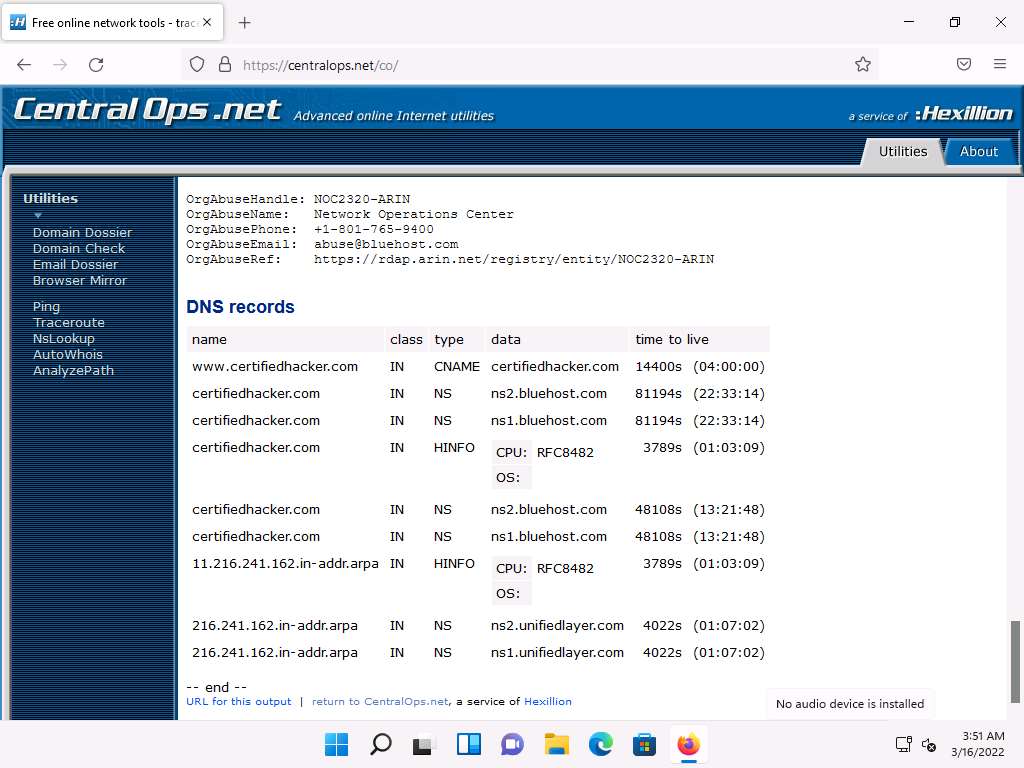 :H Free online network tools - trac
https://centralops.net/co/
Central Ops .net Advanced online Internet utilities
a service of :Hexillion
Utilities About
Utilities
Domain Dossier
Domain Check
Email Dossier
Browser Mirror
Ping
Traceroute
NsLookup
AutoWhois
AnalyzePath
OrgAbuseHandle: NOC2320-ARIN
OrgAbuseName: Network Operations Center
OrgAbusePhone: +1-801-765-9400
OrgAbuseEmail: abuse@bluehost.com
OrgAbuseRef: https://rdap.arin.net/registry/entity/NOC2320-ARIN
DNS records
name class type data time to live
www.certifiedhacker.com IN CNAME certifiedhacker.com 14400s (04:00:00)
certifiedhacker.com IN NS ns2.bluehost.com 81194s (22:33:14)
certifiedhacker.com IN NS ns1.bluehost.com 81194s (22:33:14)
certifiedhacker.com IN HINFO CPU: RFC8482 3789s (01:03:09)
OS:
certifiedhacker.com IN NS ns2.bluehost.com 48108s (13:21:48)
certifiedhacker.com IN NS ns1.bluehost.com 48108s (13:21:48)
11.216.241.162.in-addr.arpa IN HINFO CPU: RFC8482 3789s (01:03:09)
OS:
216.241.162.in-addr.arpa IN NS ns2.unifiedlayer.com 4022s (01:07:02)
216.241.162.in-addr.arpa IN NS ns1.unifiedlayer.com 4022s (01:07:02)
-- end --
URL for this output | return to CentralOps.net, a service of Hexillion
No audio device is installed
3:51 AM
3/16/2022